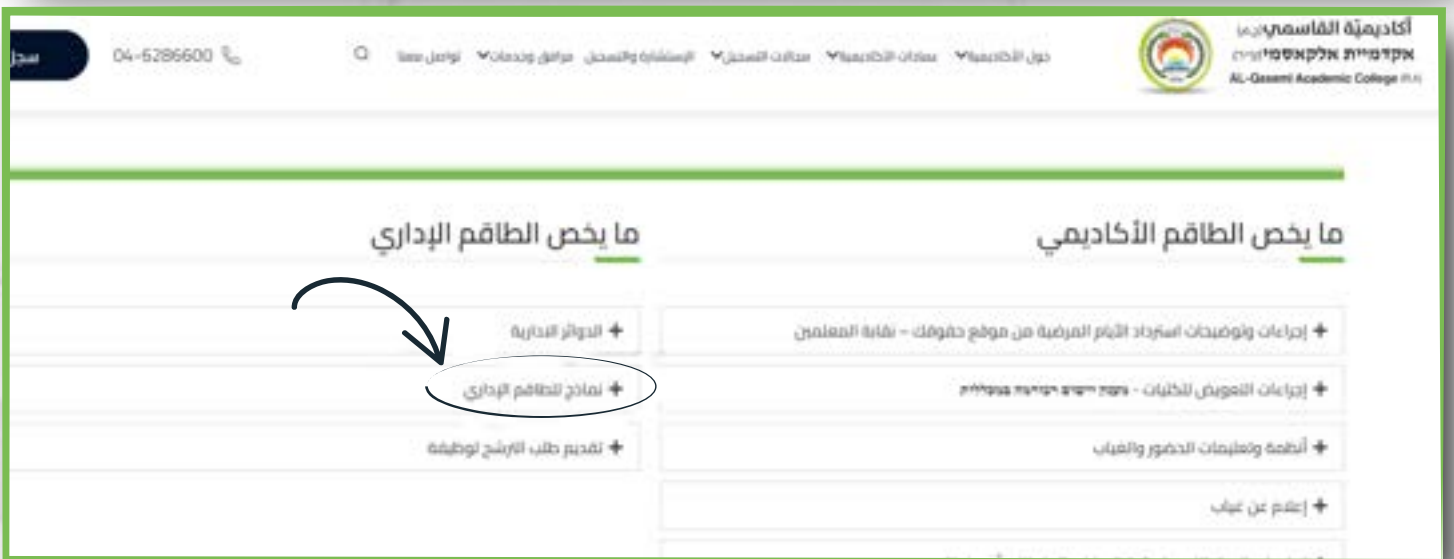 أكاديميّة القاسمي (ج.م)
אקדמיית אלקאסמי
AL-Qasemi Academic College
حول الأكاديمية
عمادات الأكاديمية
مجالات التسجيل
الإستشارة والتسجيل
مرافق وخدمات
تواصل معنا
04-6286600
سجل
ما يخص الطاقم الأكاديمي
ما يخص الطاقم الإداري
+ إجراءات وتوضيحات استرداد الأيام المرضية من موقع حقوقك – نقابة المعلمين
+ الدوائر الادارية
+ إجراءات التعويض للكليات -
+ نماذج للطاقم الإداري
+ أنظمة وتعليمات الحضور والغياب
+ تقديم طلب الترشح لوظيفة
+ إعلام عن غياب